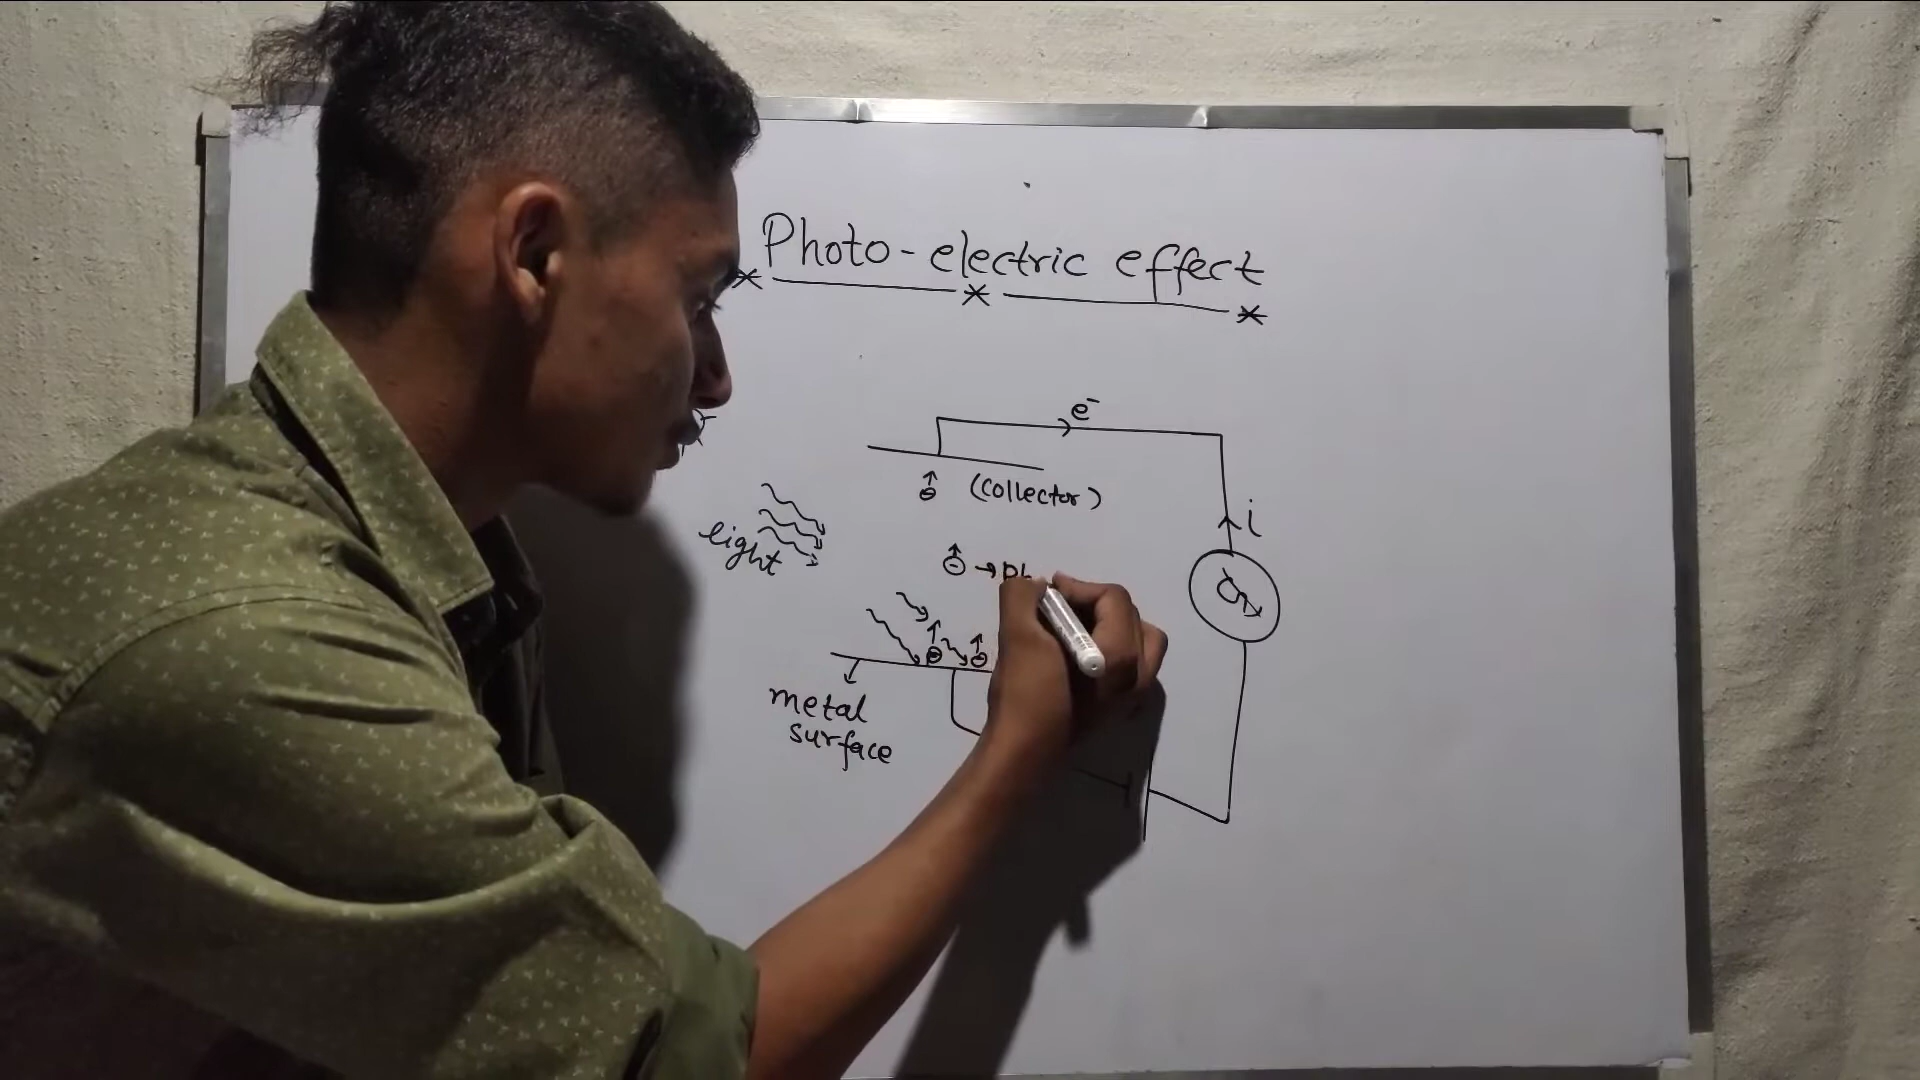 Photo-electric effect
e⁻
(Collector)
i
light
metal
surface